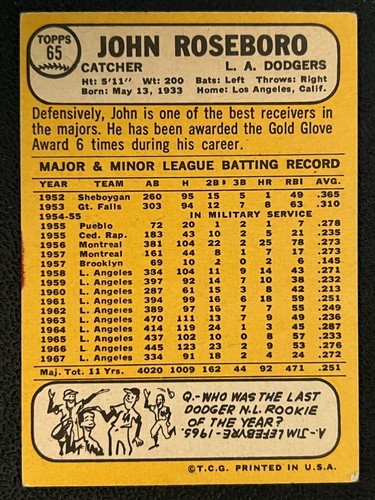 TOPPS
65
JOHN ROSEBORO
CATCHER L. A. DODGERS
Ht: 5'11" Wt: 200 Bats: Left Throws: Right
Born: May 13, 1933 Home: Los Angeles, Calif.
Defensively, John is one of the best receivers in
the majors. He has been awarded the Gold Glove
Award 6 times during his career.
MAJOR & MINOR LEAGUE BATTING RECORD
YEAR TEAM AB H 2B 3B HR RBI AVG.
1952 Sheboygan 260 95 15 5 1 49 .365
1953 Gt. Falls 303 94 12 7 8 63 .310
1954-55 IN MILITARY SERVICE
1955 Pueblo 72 20 1 2 1 7 .278
1955 Ced. Rap. 183 43 10 2 5 21 .235
1956 Montreal 381 104 22 2 25 78 .273
1957 Montreal 161 44 8 1 7 17 .273
1957 Brooklyn 69 10 2 0 2 6 .145
1958 L. Angeles 334 104 11 9 14 43 .271
1959 L. Angeles 397 92 14 7 10 38 .232
1960 L. Angeles 287 61 15 3 8 42 .213
1961 L. Angeles 394 99 16 6 18 59 .251
1962 L. Angeles 389 97 16 7 7 55 .249
1963 L. Angeles 470 111 13 7 9 49 .236
1964 L. Angeles 414 119 24 1 3 45 .287
1965 L. Angeles 437 102 10 0 8 57 .233
1966 L. Angeles 445 123 23 2 9 53 .276
1967 L. Angeles 334 91 18 2 4 24 .272
Maj. Tot. 11 Yrs. 4020 1009 162 44 92 471 .251
Q.-WHO WAS THE LAST
DODGER N.L. ROOKIE
OF THE YEAR?
A.-JIM LEFEBVRE-1965.
©T.C.G. PRINTED IN U.S.A.